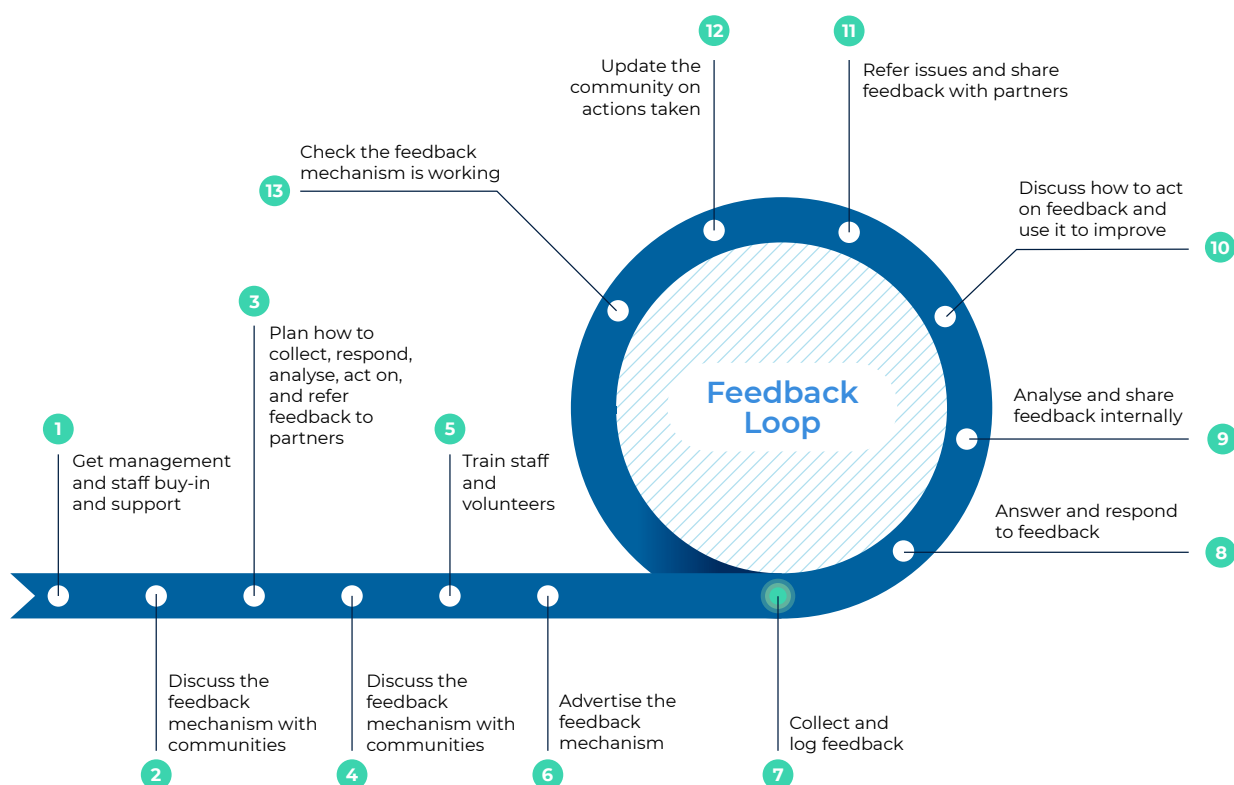 1
Get management
and staff buy-in
and support
2
Discuss the
feedback
mechanism with
communities
3
Plan how to
collect, respond,
analyse, act on,
and refer
feedback to
partners
4
Discuss the
feedback
mechanism with
communities
5
Train staff
and
volunteers
6
Advertise the
feedback
mechanism
7
Collect and
log feedback
8
Answer and respond
to feedback
9
Analyse and share
feedback internally
10
Discuss how to act
on feedback and
use it to improve
11
Refer issues and share
feedback with partners
12
Update the
community on
actions taken
13
Check the feedback
mechanism is working
Feedback
Loop